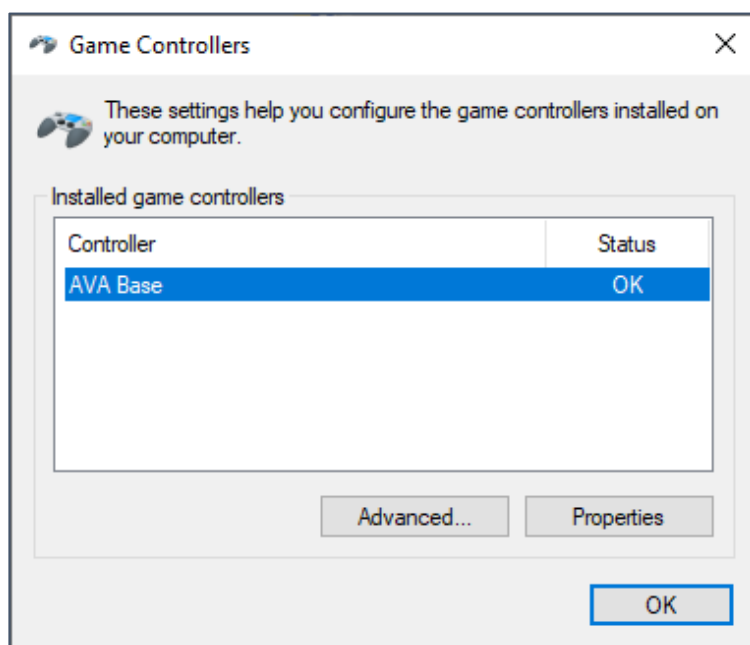 Game Controllers
These settings help you configure the game controllers installed on
your computer.
Installed game controllers
Controller Status
AVA Base OK
Advanced... Properties
OK